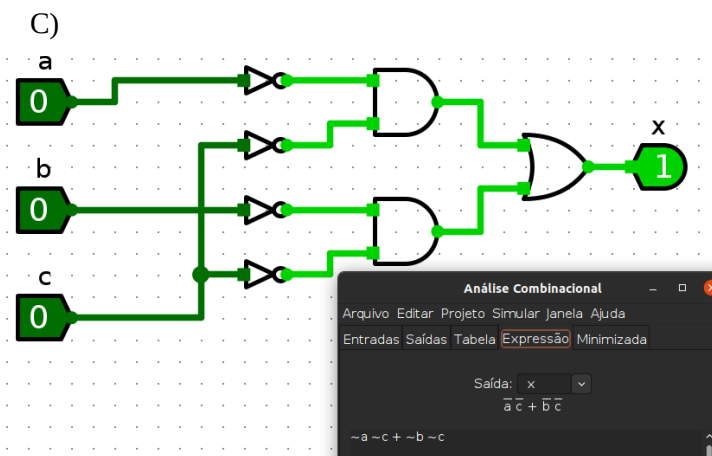 C)
a
0
b
0
c
0
x
1
Análise Combinacional
Arquivo Editar Projeto Simular Janela Ajuda
Entradas Saídas Tabela Expressão Minimizada
Saída: x
a̅ c̅ + b̅ c̅
~a ~c + ~b ~c